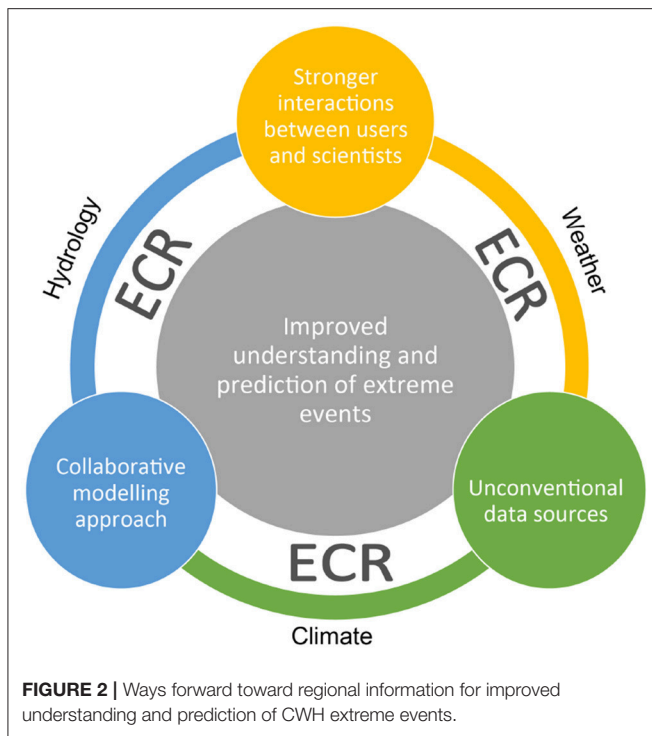 Stronger
interactions
between users
and scientists
Hydrology
ECR
ECR
Weather
Improved
understanding and
prediction of extreme
events
Collaborative
modelling
approach
Unconventional
data sources
ECR
Climate
FIGURE 2 | Ways forward toward regional information for improved
understanding and prediction of CWH extreme events.